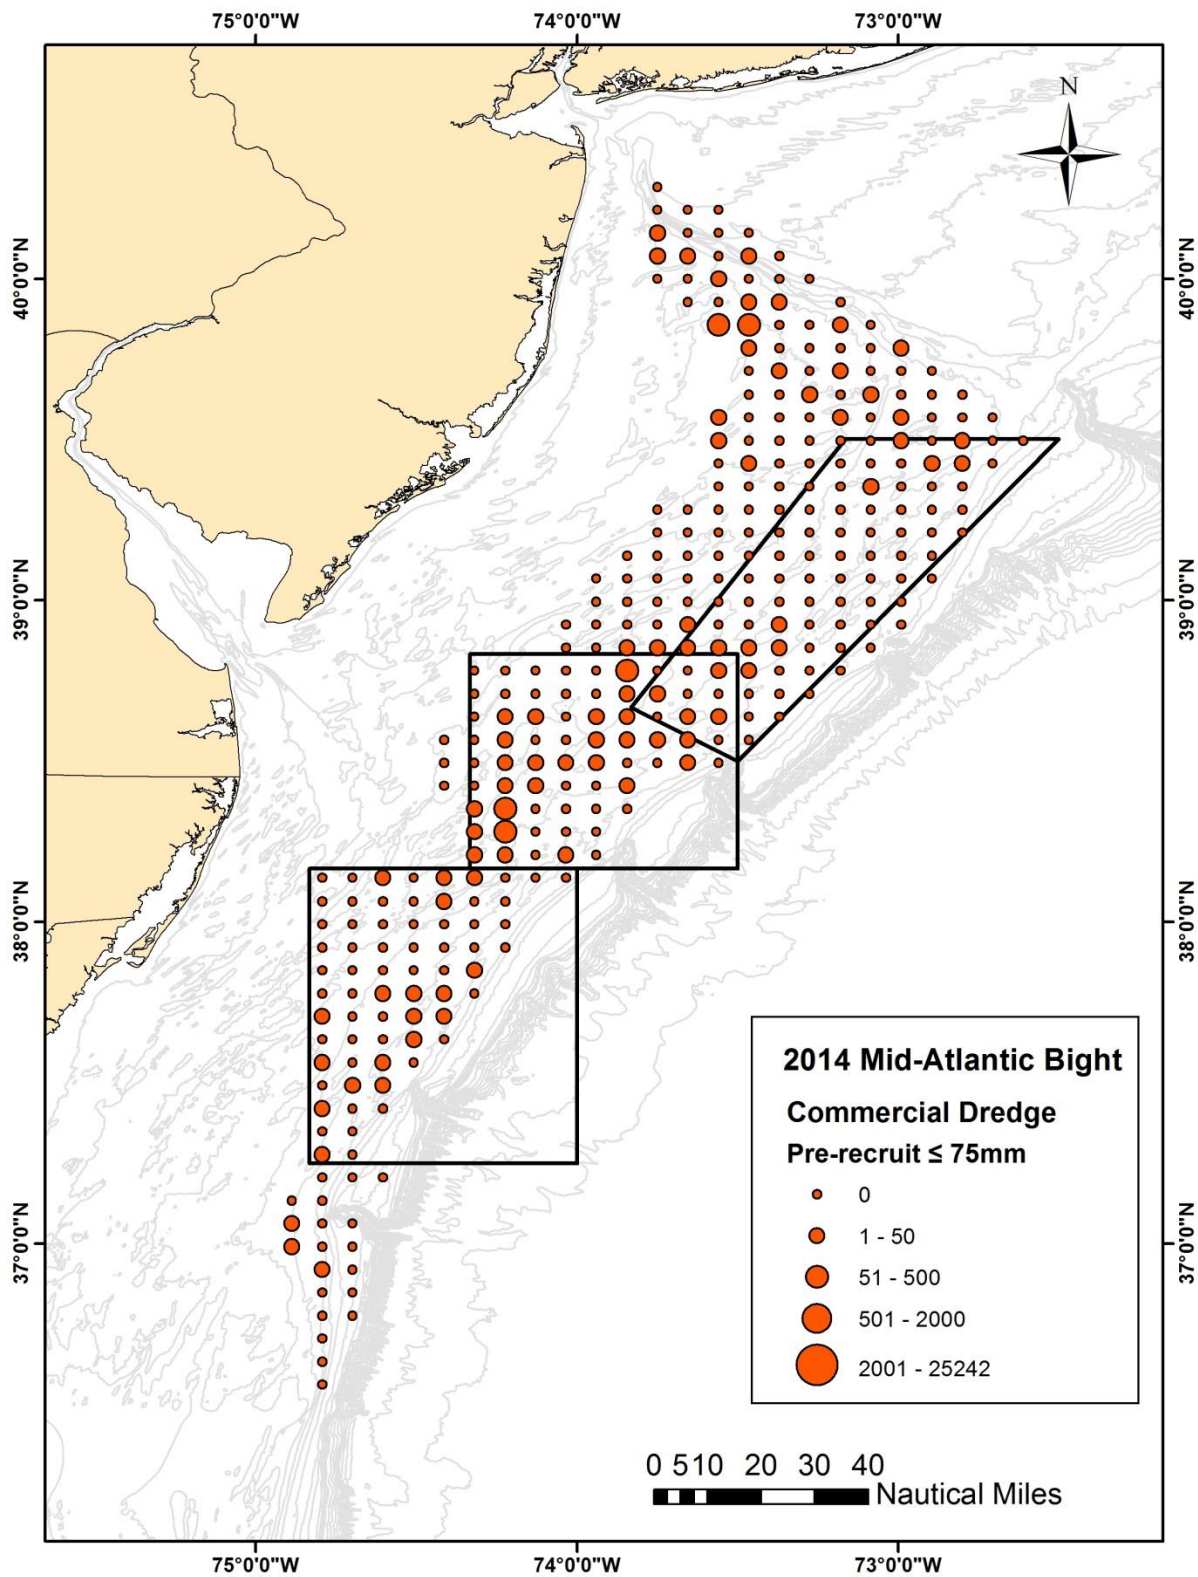 75°0'0"W 74°0'0"W 73°0'0"W
N
40°0'0"N 40°0'0"N
39°0'0"N 39°0'0"N
38°0'0"N 38°0'0"N
2014 Mid-Atlantic Bight
Commercial Dredge
Pre-recruit ≤ 75mm
0
1 - 50
51 - 500
501 - 2000
2001 - 25242
37°0'0"N 37°0'0"N
0 510 20 30 40
Nautical Miles
75°0'0"W 74°0'0"W 73°0'0"W